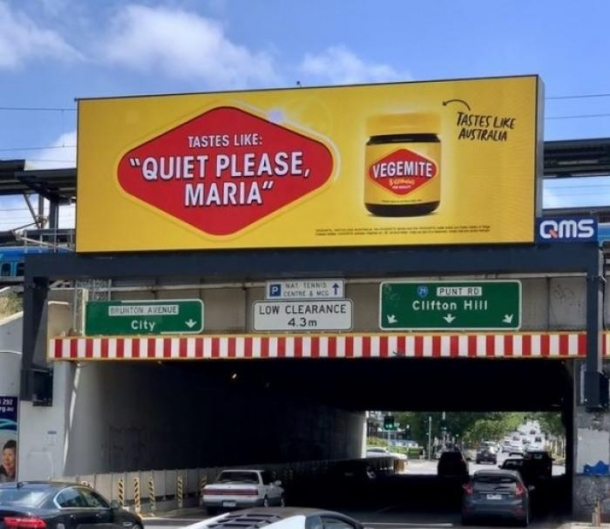 TASTES LIKE:
"QUIET PLEASE,
MARIA"
VEGEMITE
TASTES LIKE
AUSTRALIA
QMS
NAT TENNIS
P CENTRE & MCG
BRUNTON AVENUE
City
LOW CLEARANCE
4.3m
PUNT RD
Clifton Hill